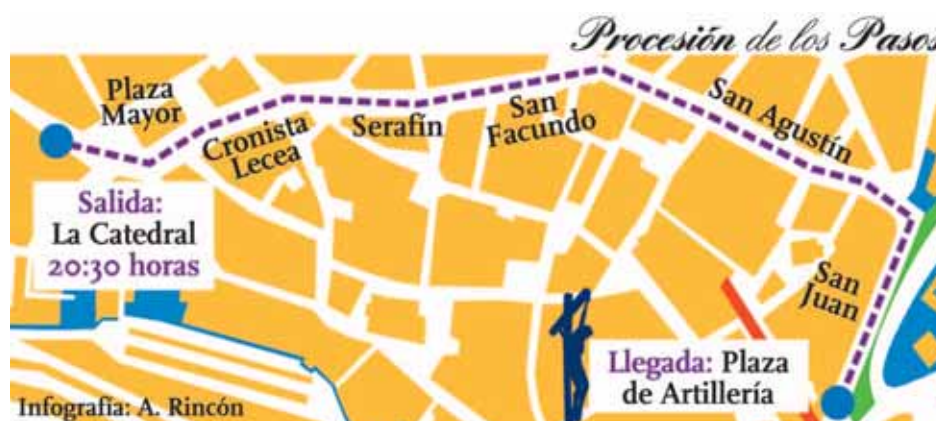 Procesión de los Pasos
Plaza
Mayor
Cronista
Lecea
Serafín
San
Facundo
San Agustín
Salida:
La Catedral
20:30 horas
San
Juan
Llegada: Plaza
de Artillería
Infografía: A. Rincón